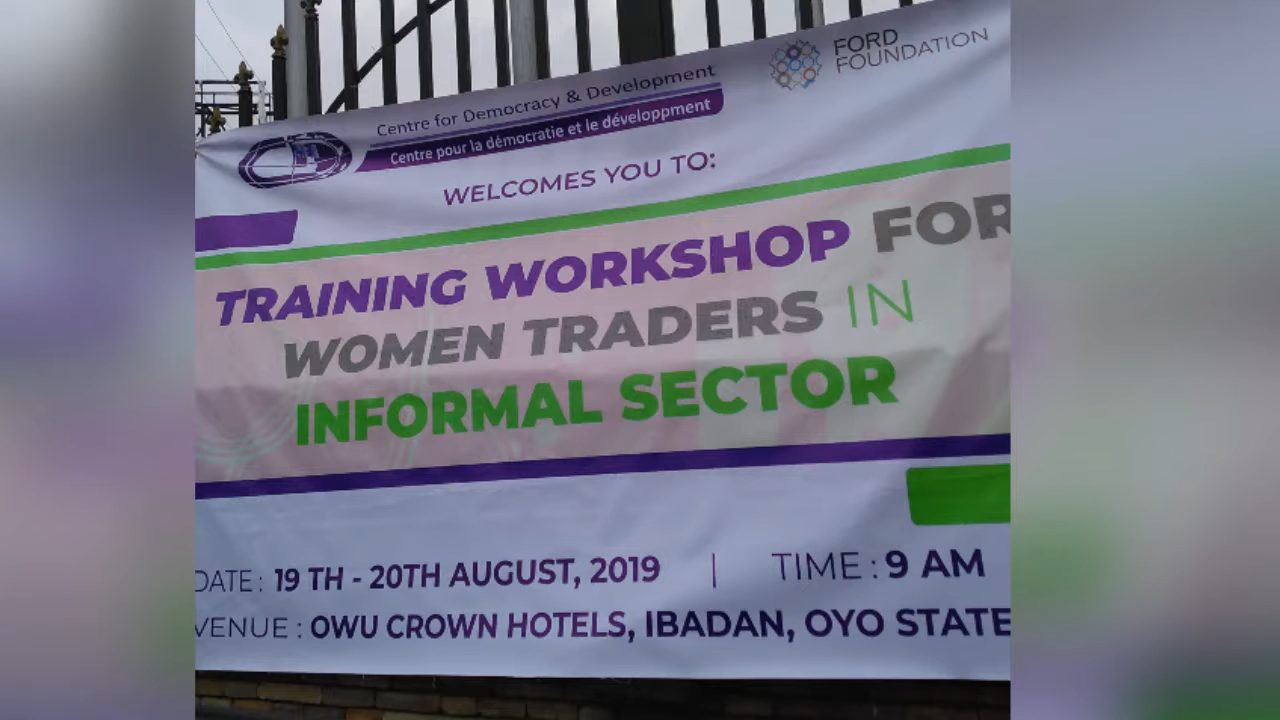 Centre for Democracy & Development
Centre pour la démocratie et le développment
FORD
FOUNDATION
WELCOMES YOU TO:
TRAINING WORKSHOP FOR
WOMEN TRADERS IN
INFORMAL SECTOR
DATE: 19 TH - 20TH AUGUST, 2019 | TIME: 9 AM
VENUE: OWU CROWN HOTELS, IBADAN, OYO STATE